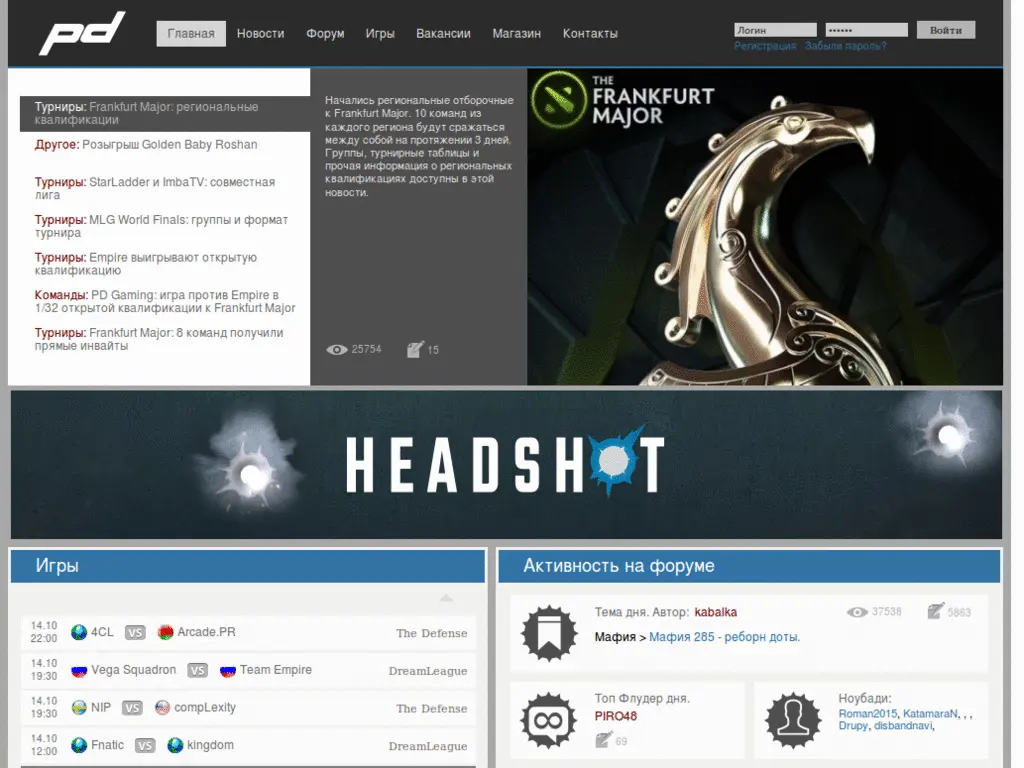 pd
Главная Новости Форум Игры Вакансии Магазин Контакты
Логин •••••• Войти
Регистрация Забыли пароль?
Турниры: Frankfurt Major: региональные
квалификации
Другое: Розыгрыш Golden Baby Roshan
Турниры: StarLadder и ImbaTV: совместная
лига
Турниры: MLG World Finals: группы и формат
турнира
Турниры: Empire выигрывают открытую
квалификацию
Команды: PD Gaming: игра против Empire в
1/32 открытой квалификации к Frankfurt Major
Турниры: Frankfurt Major: 8 команд получили
прямые инвайты
Начались региональные отборочные
к Frankfurt Major. 10 команд из
каждого региона будут сражаться
между собой на протяжении 3 дней.
Группы, турнирные таблицы и
прочая информация о региональных
квалификациях доступны в этой
новости.
25754 15
THE
FRANKFURT
MAJOR
HEADSHOT
Игры
14.10
22:00
4CL VS Arcade.PR The Defense
14.10
19:30
Vega Squadron VS Team Empire DreamLeague
14.10
19:30
NIP VS compLexity The Defense
14.10
12:00
Fnatic VS kingdom DreamLeague
Активность на форуме
Тема дня. Автор: kabalka 37538 5863
Мафия > Мафия 285 - реборн доты.
Топ Флудер дня.
PIRO48
69
Ноубади:
Roman2015, KatamaraN, , ,
Drupy, disbandnavi,